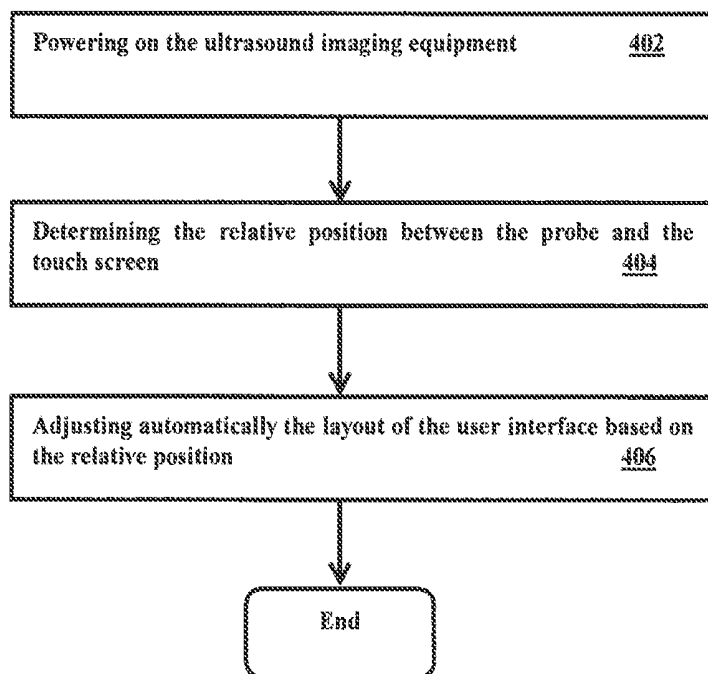 Powering on the ultrasound imaging equipment 402
Determining the relative position between the probe and the
touch screen 404
Adjusting automatically the layout of the user interface based on
the relative position 406
End